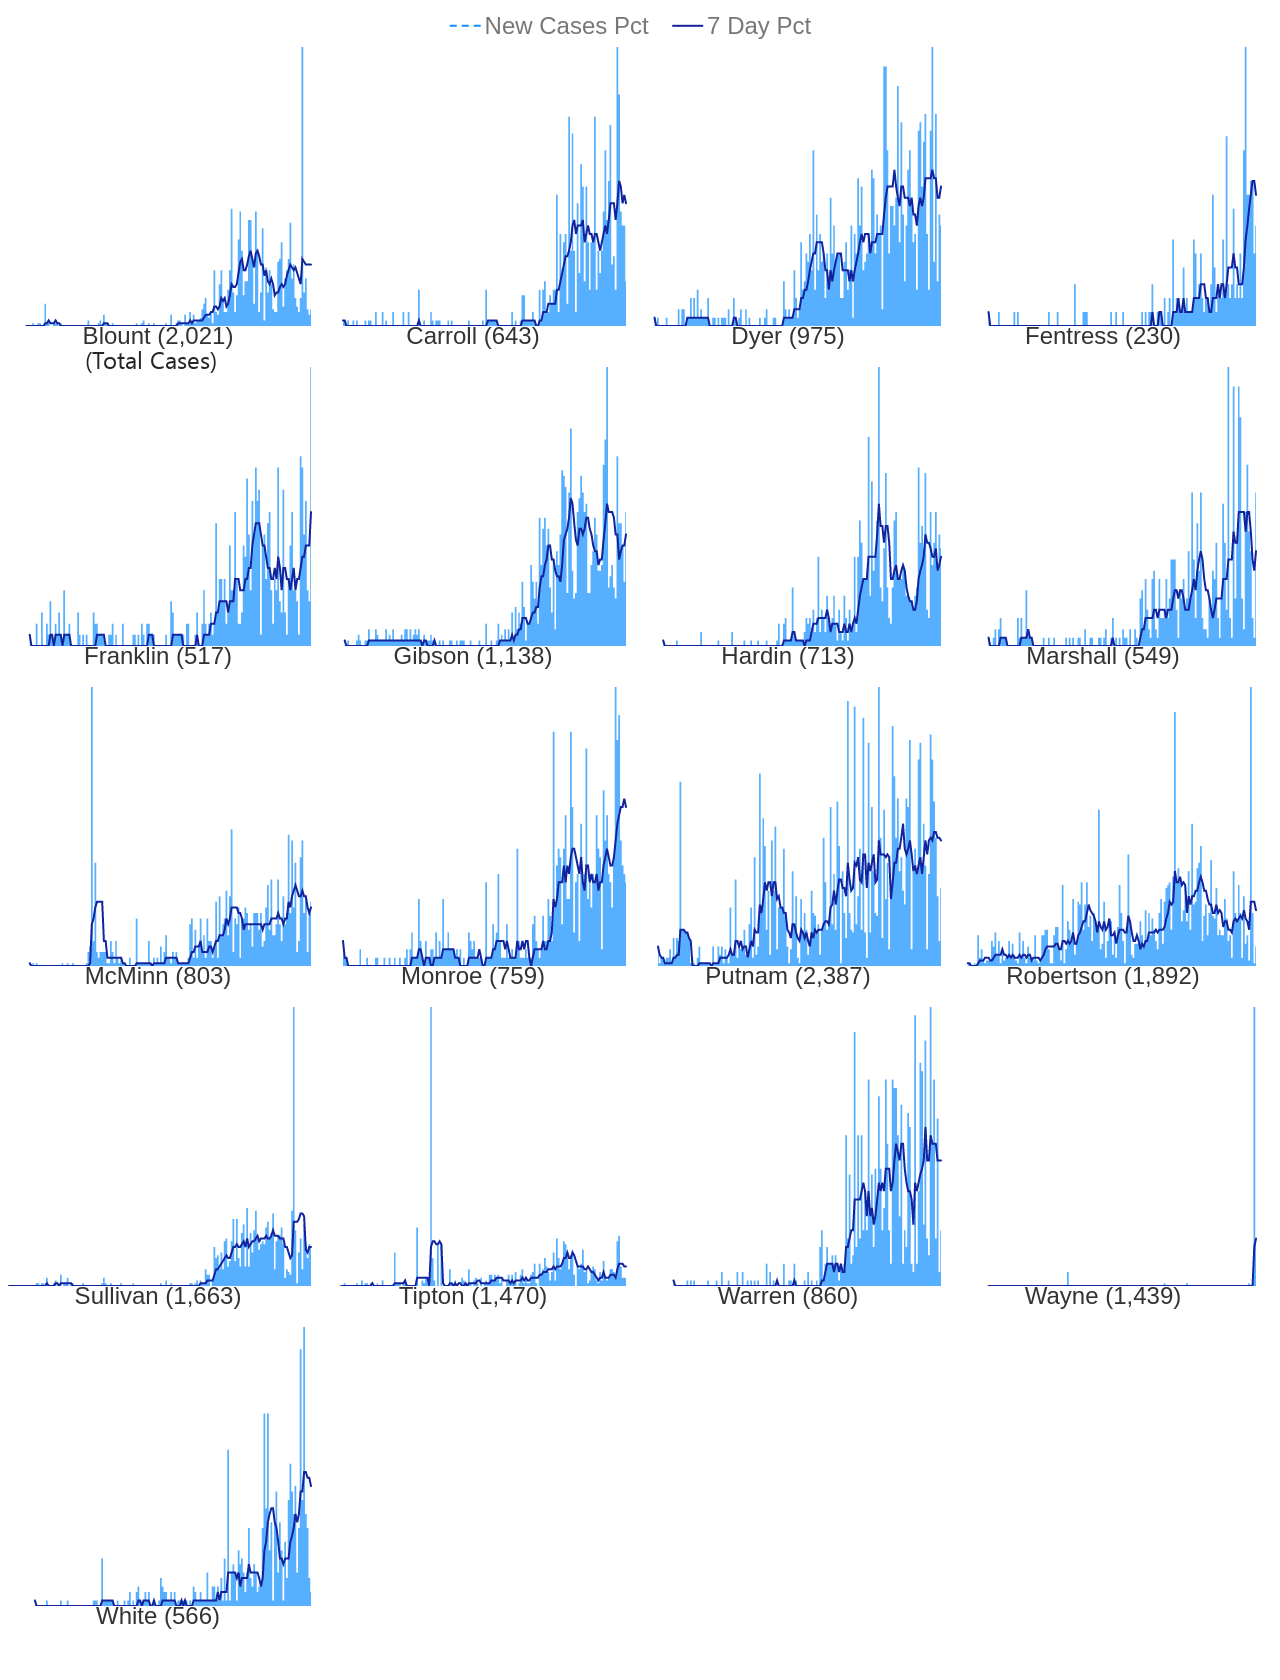 New Cases Pct 7 Day Pct
Blount (2,021) Carroll (643) Dyer (975) Fentress (230)
(Total Cases)
Franklin (517) Gibson (1,138) Hardin (713) Marshall (549)
McMinn (803) Monroe (759) Putnam (2,387) Robertson (1,892)
Sullivan (1,663) Tipton (1,470) Warren (860) Wayne (1,439)
White (566)